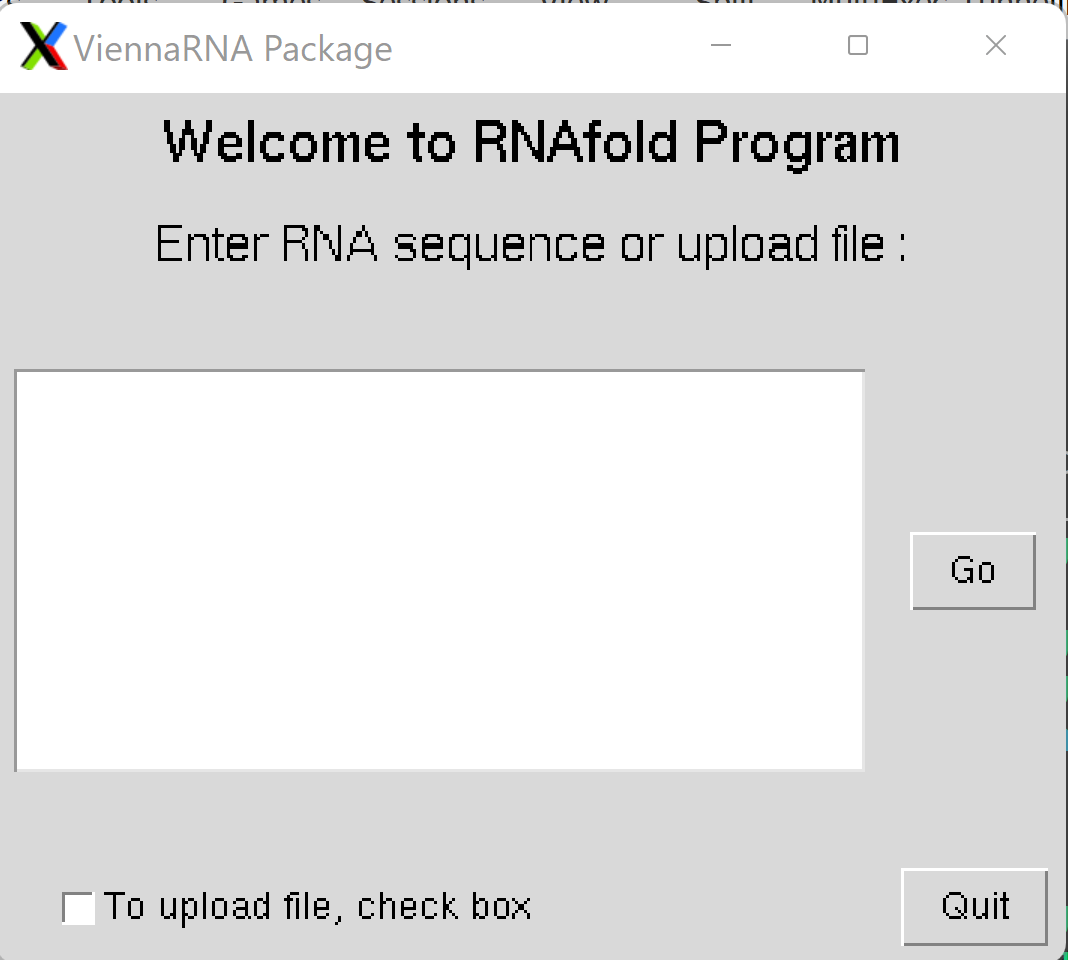 ViennaRNA Package
Welcome to RNAfold Program
Enter RNA sequence or upload file :
Go
To upload file, check box
Quit